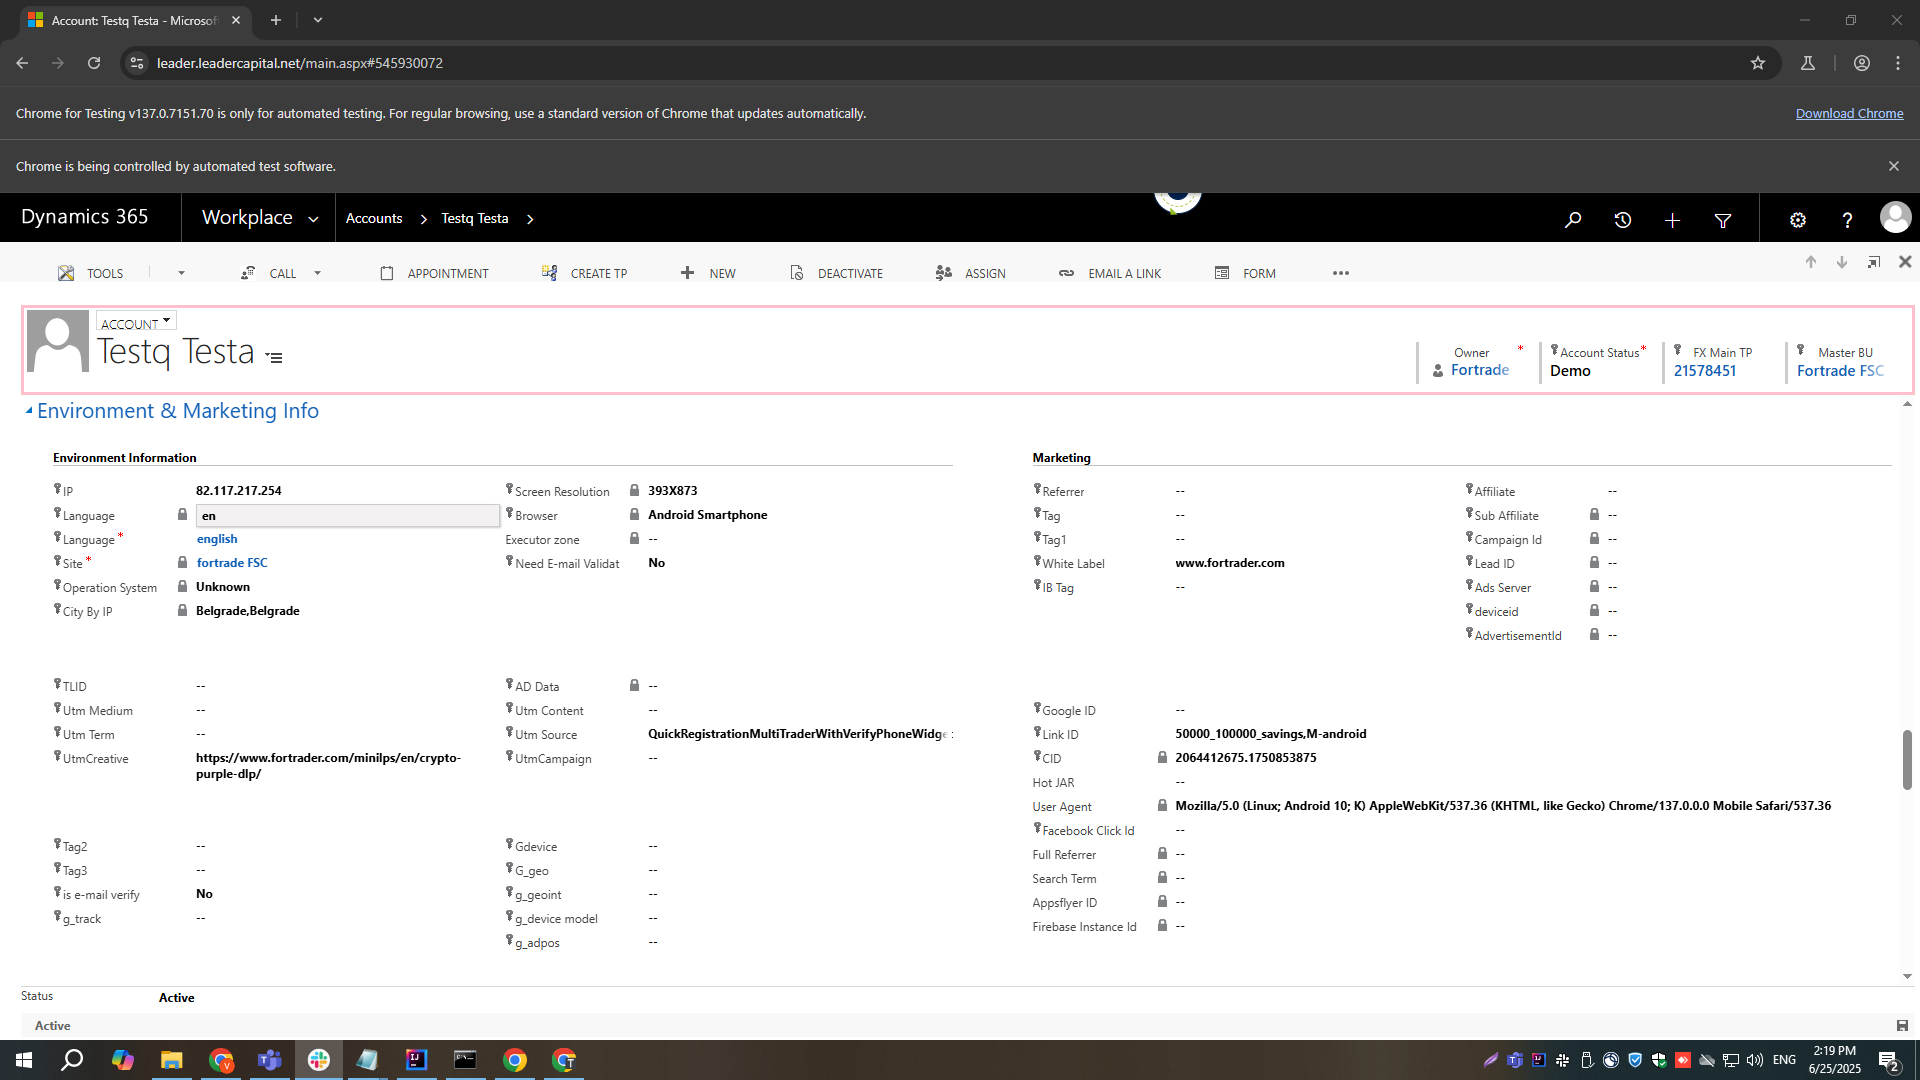 Account: Testq Testa - Microsof
leader.leadercapital.net/main.aspx#545930072
Chrome for Testing v137.0.7151.70 is only for automated testing. For regular browsing, use a standard version of Chrome that updates automatically.
Download Chrome
Chrome is being controlled by automated test software.
Dynamics 365
Workplace
Accounts
Testq Testa
TOOLS
CALL
APPOINTMENT
CREATE TP
NEW
DEACTIVATE
ASSIGN
EMAIL A LINK
FORM
ACCOUNT
Testq Testa
Owner *
Fortrade
Account Status *
Demo
FX Main TP
21578451
Master BU
Fortrade FSC
Environment & Marketing Info
Environment Information
IP 82.117.217.254
Language en
Language * english
Site * fortrade FSC
Operation System Unknown
City By IP Belgrade,Belgrade
Screen Resolution 393X873
Browser Android Smartphone
Executor zone --
Need E-mail Validat No
Marketing
Referrer --
Tag --
Tag1 --
White Label www.fortrader.com
IB Tag --
Affiliate --
Sub Affiliate --
Campaign Id --
Lead ID --
Ads Server --
deviceid --
AdvertisementId --
TLID --
Utm Medium --
Utm Term --
UtmCreative https://www.fortrader.com/minilps/en/crypto-
purple-dlp/
AD Data --
Utm Content --
Utm Source QuickRegistrationMultiTraderWithVerifyPhoneWidge
UtmCampaign --
Google ID --
Link ID 50000_100000_savings,M-android
CID 2064412675.1750853875
Hot JAR --
User Agent Mozilla/5.0 (Linux; Android 10; K) AppleWebKit/537.36 (KHTML, like Gecko) Chrome/137.0.0.0 Mobile Safari/537.36
Facebook Click Id --
Full Referrer --
Search Term --
Appsflyer ID --
Firebase Instance Id --
Tag2 --
Tag3 --
is e-mail verify No
g_track --
Gdevice --
G_geo --
g_geoint --
g_device model --
g_adpos --
Status Active
Active
ENG
2:19 PM
6/25/2025
2